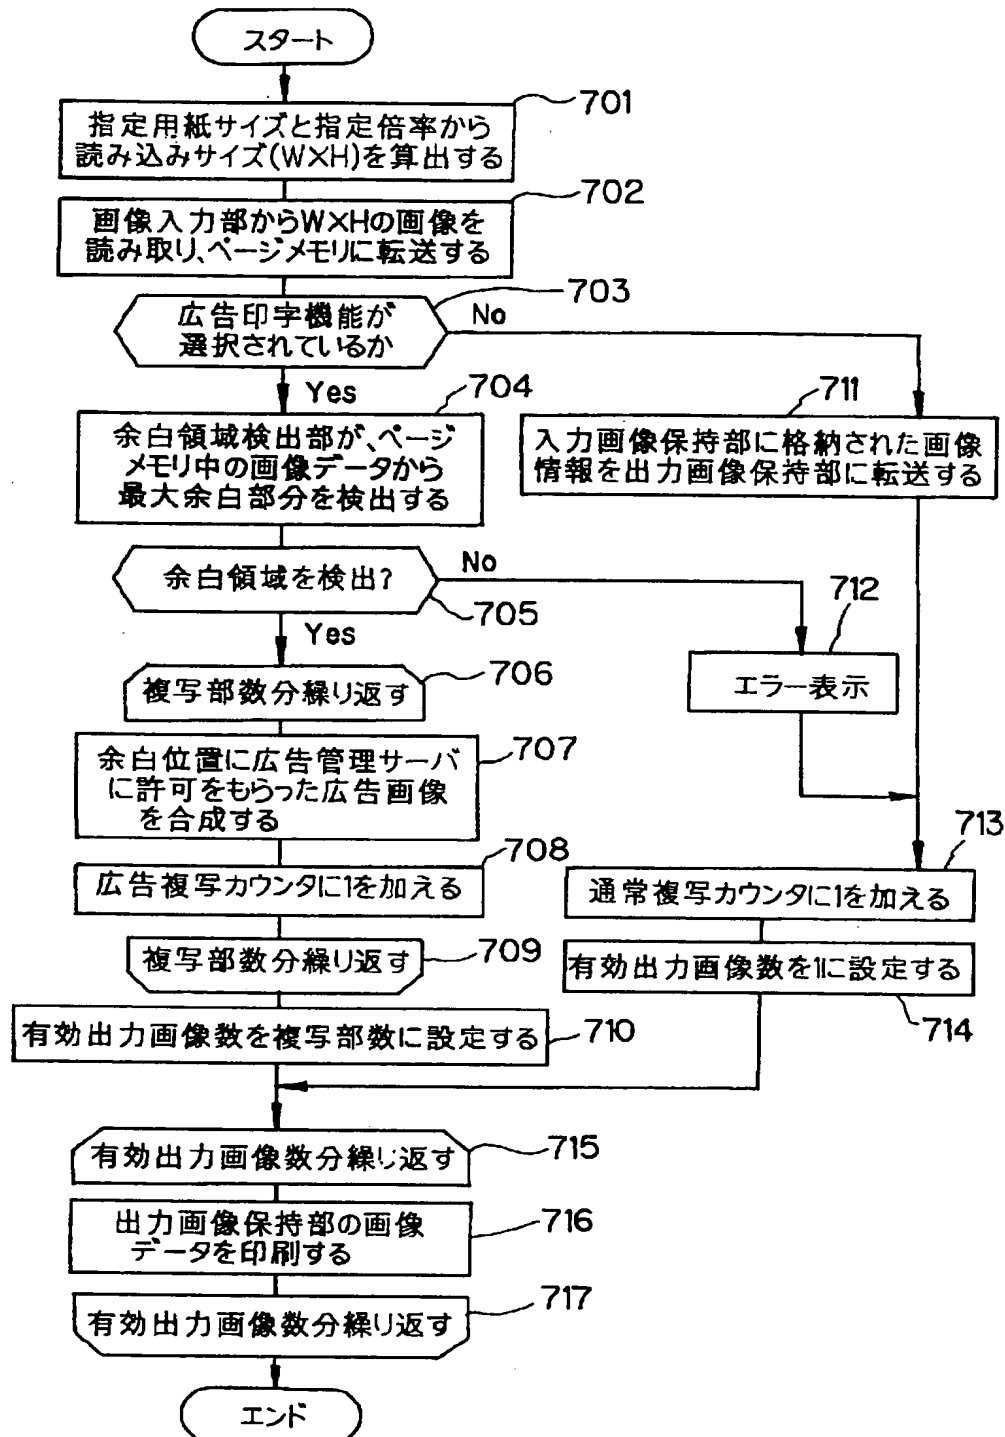 スタート
701
指定用紙サイズと指定倍率から
読み込みサイズ(W×H)を算出する
702
画像入力部からW×Hの画像を
読み取り、ページメモリに転送する
703
広告印字機能が
選択されているか
No
Yes
704
余白領域検出部が、ページ
メモリ中の画像データから
最大余白部分を検出する
711
入力画像保持部に格納された画像
情報を出力画像保持部に転送する
余白領域を検出?
No
705
Yes
712
エラー表示
706
複写部数分繰り返す
707
余白位置に広告管理サーバ
に許可をもらった広告画像
を合成する
708
広告複写カウンタに1を加える
713
通常複写カウンタに1を加える
709
複写部数分繰り返す
有効出力画像数を1に設定する
714
有効出力画像数を複写部数に設定する
710
有効出力画像数分繰り返す
715
出力画像保持部の画像
データを印刷する
716
有効出力画像数分繰り返す
717
エンド